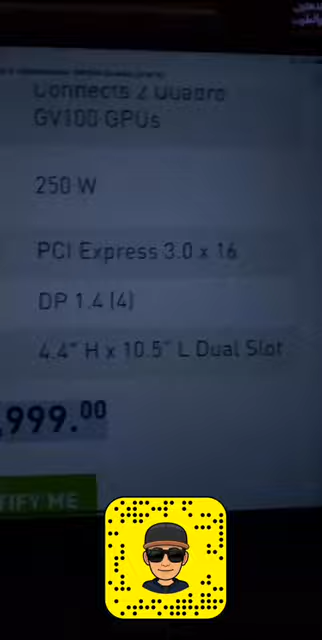 Connects 2 Quadro
GV100 GPUs
250 W
PCI Express 3.0 x 16
DP 1.4 (4)
4.4" H x 10.5" L Dual Slot
,999.00
TIFY ME